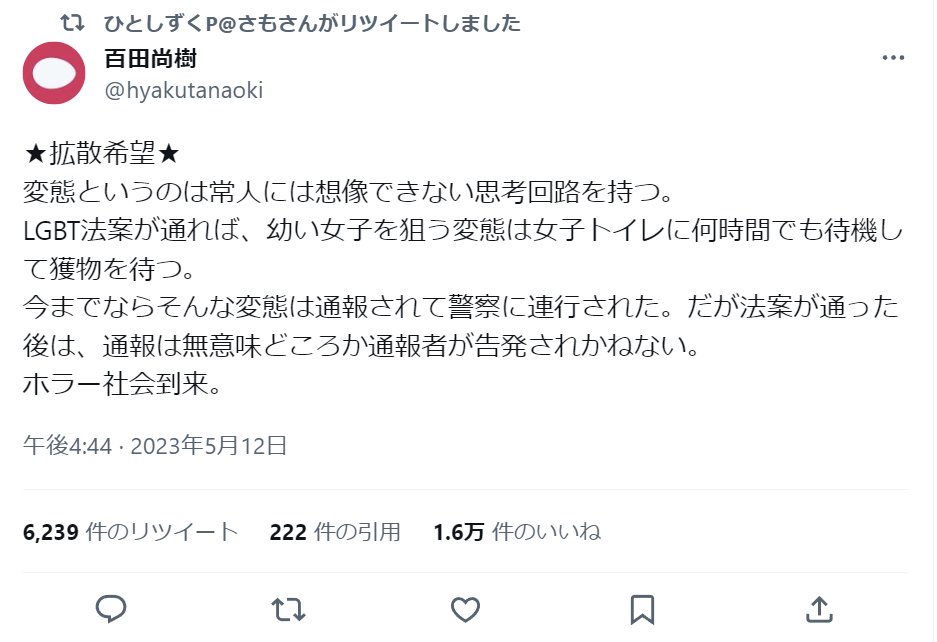 ひとしずくP@さもさんがリツイートしました
百田尚樹
@hyakutanaoki
★拡散希望★
変態というのは常人には想像できない思考回路を持つ。
LGBT法案が通れば、幼い女子を狙う変態は女子トイレに何時間でも待機し
て獲物を待つ。
今までならそんな変態は通報されて警察に連行された。だが法案が通った
後は、通報は無意味どころか通報者が告発されかねない。
ホラー社会到来。
午後4:44 · 2023年5月12日
6,239 件のリツイート 222 件の引用 1.6万 件のいいね